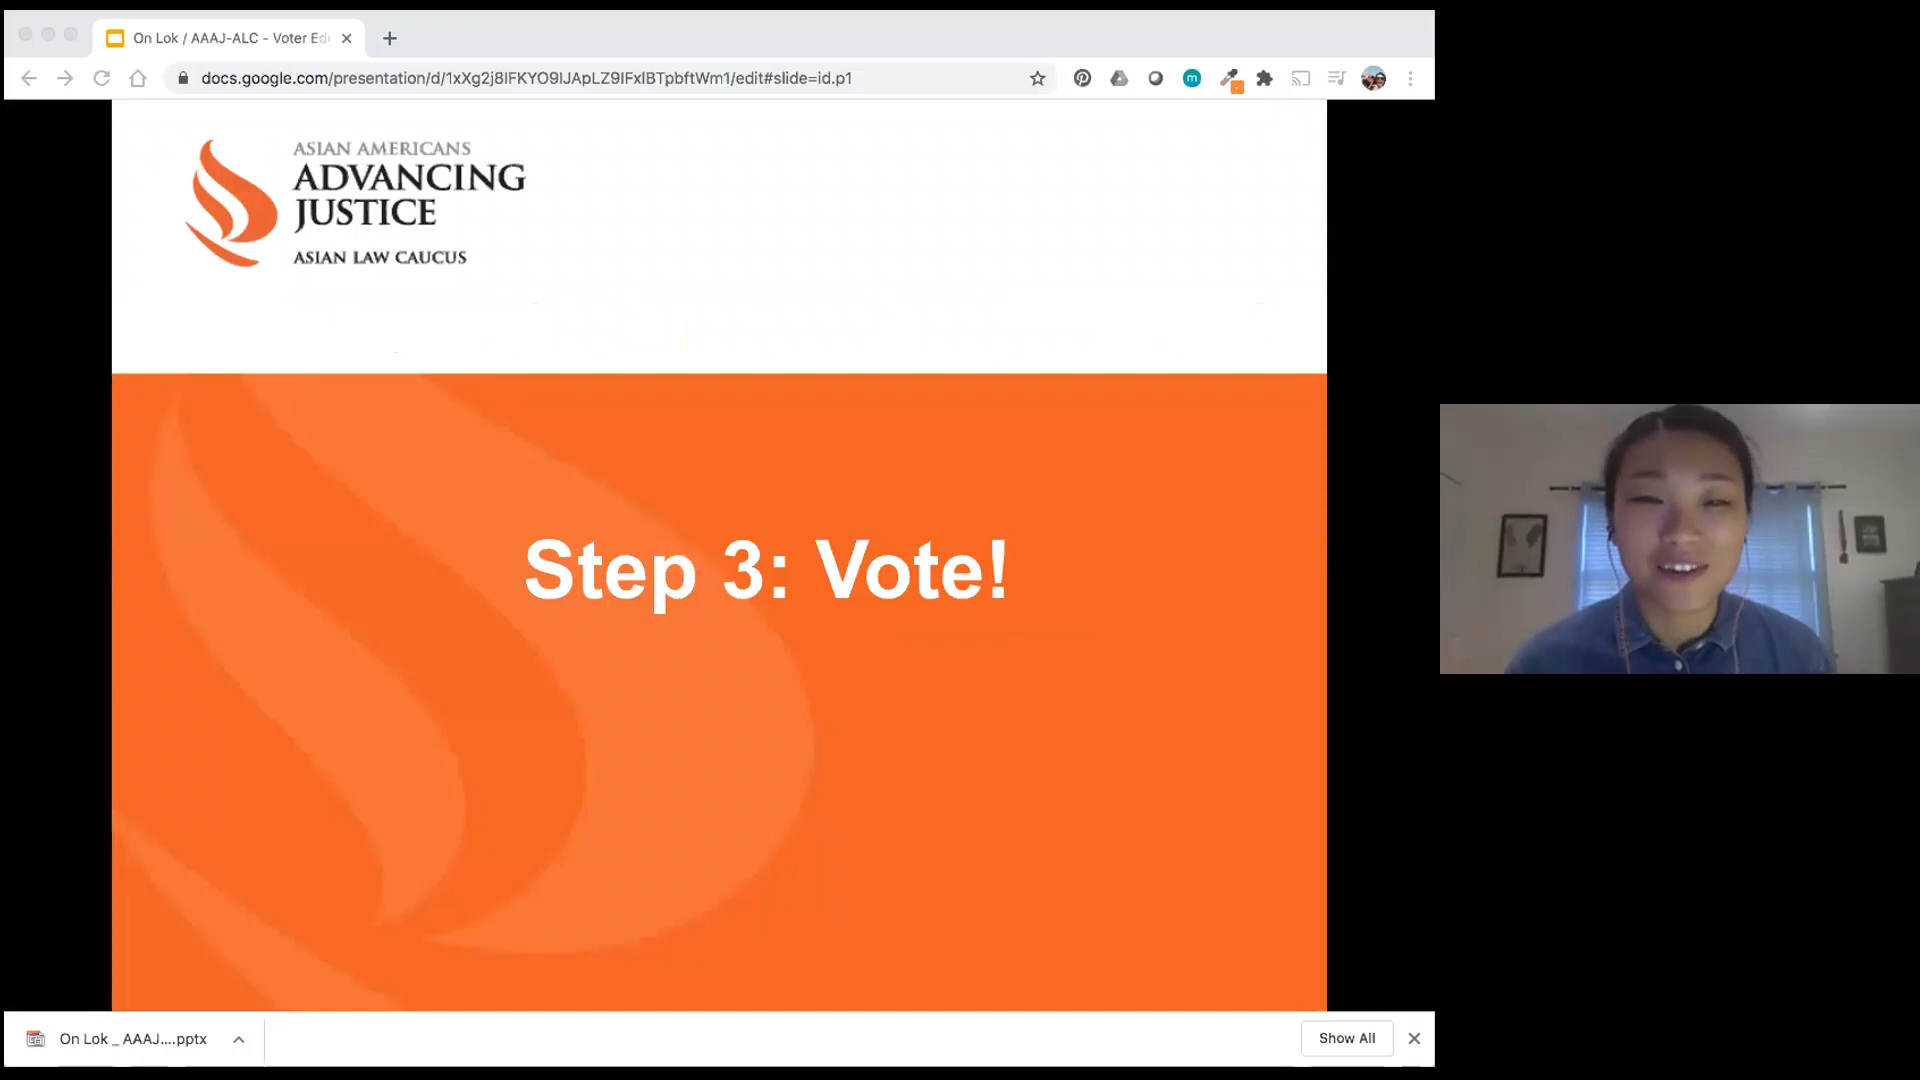 On Lok / AAAJ-ALC - Voter Ed
docs.google.com/presentation/d/1xXg2j8IFKYO9IJApLZ9IFxIBTpbftWm1/edit#slide=id.p1
m
ASIAN AMERICANS
ADVANCING
JUSTICE
ASIAN LAW CAUCUS
Step 3: Vote!
On Lok _ AAAJ....pptx
Show All